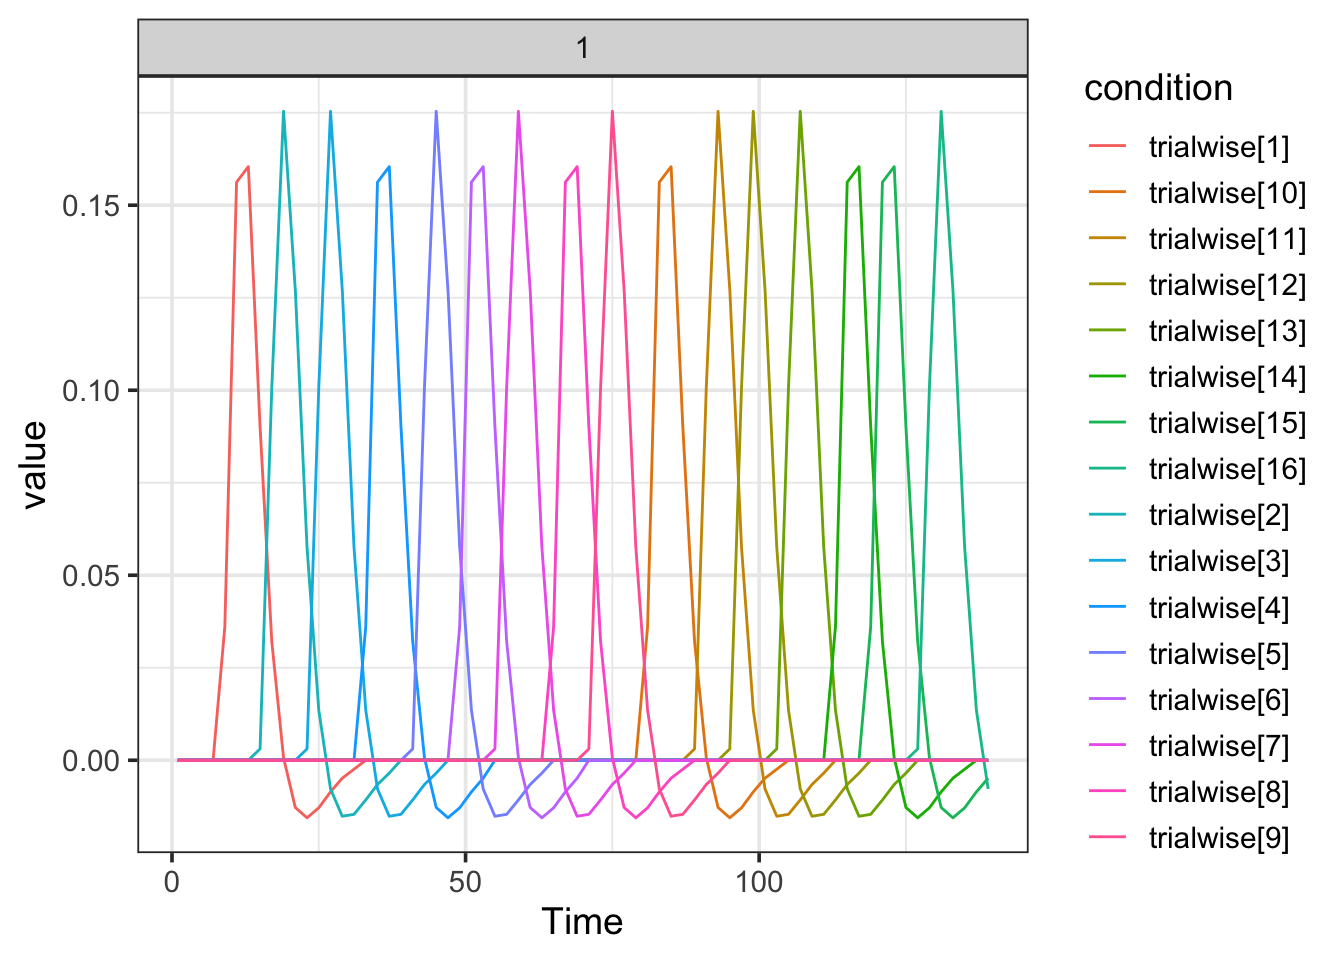 1
condition
trialwise[1]
trialwise[10]
trialwise[11]
trialwise[12]
trialwise[13]
trialwise[14]
trialwise[15]
trialwise[16]
trialwise[2]
trialwise[3]
trialwise[4]
trialwise[5]
trialwise[6]
trialwise[7]
trialwise[8]
trialwise[9]
value
0.15
0.10
0.05
0.00
0
50
100
Time